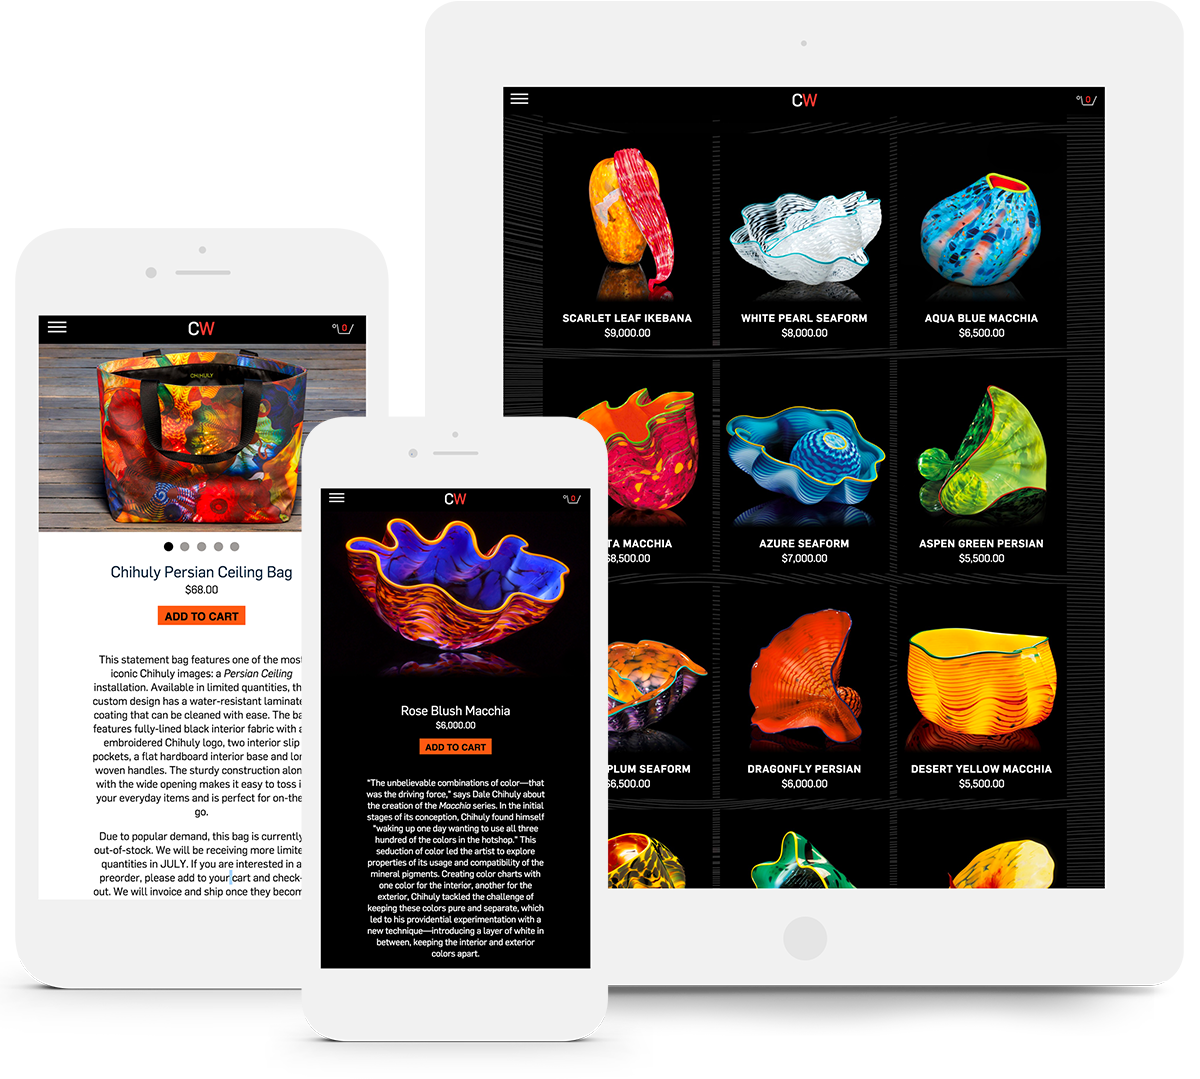 CW
0
CHIHULY
Chihuly Persian Ceiling Bag
$68.00
ADD TO CART
This statement bag features one of the most
iconic Chihuly images: a Persian Ceiling
installation. Available in limited quantities, th
custom design has a water-resistant laminate
coating that can be cleaned with ease. The ba
features fully-lined black interior fabric with a
embroidered Chihuly logo, two interior slip
pockets, a flat hardboard interior base and lon
woven handles. The sturdy construction alon
with the wide opening makes it easy to toss i
your everyday items and is perfect for on-the
go.
Due to popular demand, this bag is currently
out-of-stock. We will be receiving more limite
quantities in JULY. If you are interested in a
preorder, please add to your cart and check-
out. We will invoice and ship once they becom
CW
0
Rose Blush Macchia
$6,000.00
ADD TO CART
"The unbelievable combinations of color—that
was the driving force," says Dale Chihuly about
the creation of the Macchia series. In the initial
stages of its conception, Chihuly found himself
"waking up one day wanting to use all three
hundred of the colors in the hotshop." This
seduction of color led the artist to explore
properties of its usage and compatibility of the
mineral pigments. Creating color charts with
one color for the interior, another for the
exterior, Chihuly tackled the challenge of
keeping these colors pure and separate, which
led to his providential experimentation with a
new technique—introducing a layer of white in
between, keeping the interior and exterior
colors apart.
CW
0
SCARLET LEAF IKEBANA
$9,000.00
WHITE PEARL SEAFORM
$8,000.00
AQUA BLUE MACCHIA
$6,500.00
TA MACCHIA
$8,500.00
AZURE SEAFORM
$7,000.00
ASPEN GREEN PERSIAN
$5,500.00
PLUM SEAFORM
$6,500.00
DRAGONFLY PERSIAN
$6,000.00
DESERT YELLOW MACCHIA
$5,500.00